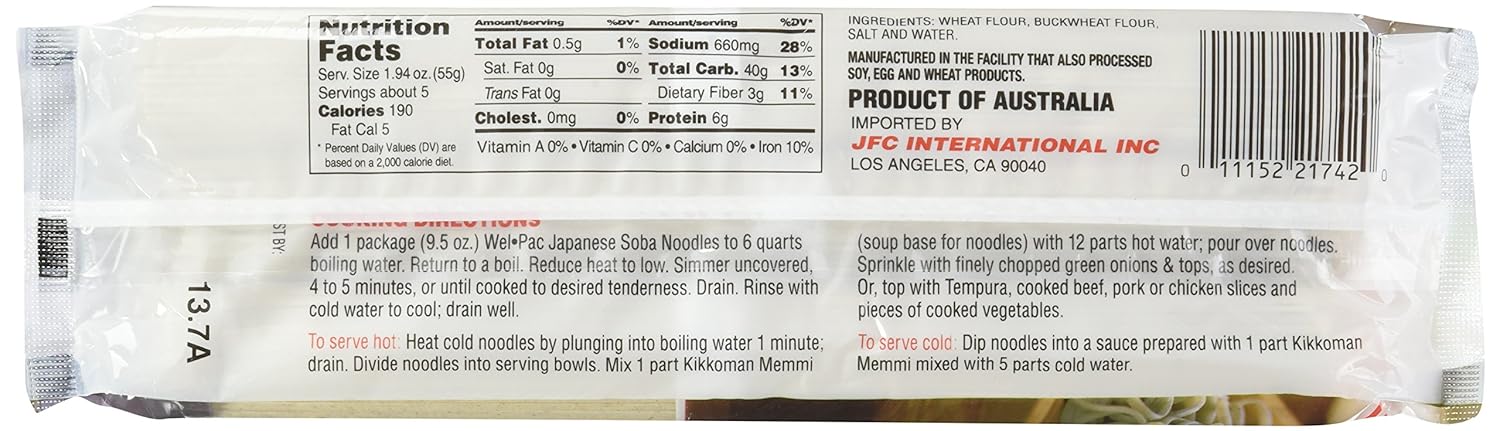 Nutrition
Facts
Serv. Size 1.94 oz. (55g)
Servings about 5
Calories 190
Fat Cal 5
* Percent Daily Values (DV) are
based on a 2,000 calorie diet.
Amount/serving %DV* Amount/serving %DV*
Total Fat 0.5g 1% Sodium 660mg 28%
Sat. Fat 0g 0% Total Carb. 40g 13%
Trans Fat 0g Dietary Fiber 3g 11%
Cholest. 0mg 0% Protein 6g
Vitamin A 0% • Vitamin C 0% • Calcium 0% • Iron 10%
INGREDIENTS: WHEAT FLOUR, BUCKWHEAT FLOUR,
SALT AND WATER.
MANUFACTURED IN THE FACILITY THAT ALSO PROCESSED
SOY, EGG AND WHEAT PRODUCTS.
PRODUCT OF AUSTRALIA
IMPORTED BY
JFC INTERNATIONAL INC
LOS ANGELES, CA 90040
0 11152 21742 0
ST BY:
13.7A
COOKING DIRECTIONS
Add 1 package (9.5 oz.) Wel•Pac Japanese Soba Noodles to 6 quarts
boiling water. Return to a boil. Reduce heat to low. Simmer uncovered,
4 to 5 minutes, or until cooked to desired tenderness. Drain. Rinse with
cold water to cool; drain well.
To serve hot: Heat cold noodles by plunging into boiling water 1 minute;
drain. Divide noodles into serving bowls. Mix 1 part Kikkoman Memmi
(soup base for noodles) with 12 parts hot water; pour over noodles.
Sprinkle with finely chopped green onions & tops, as desired.
Or, top with Tempura, cooked beef, pork or chicken slices and
pieces of cooked vegetables.
To serve cold: Dip noodles into a sauce prepared with 1 part Kikkoman
Memmi mixed with 5 parts cold water.